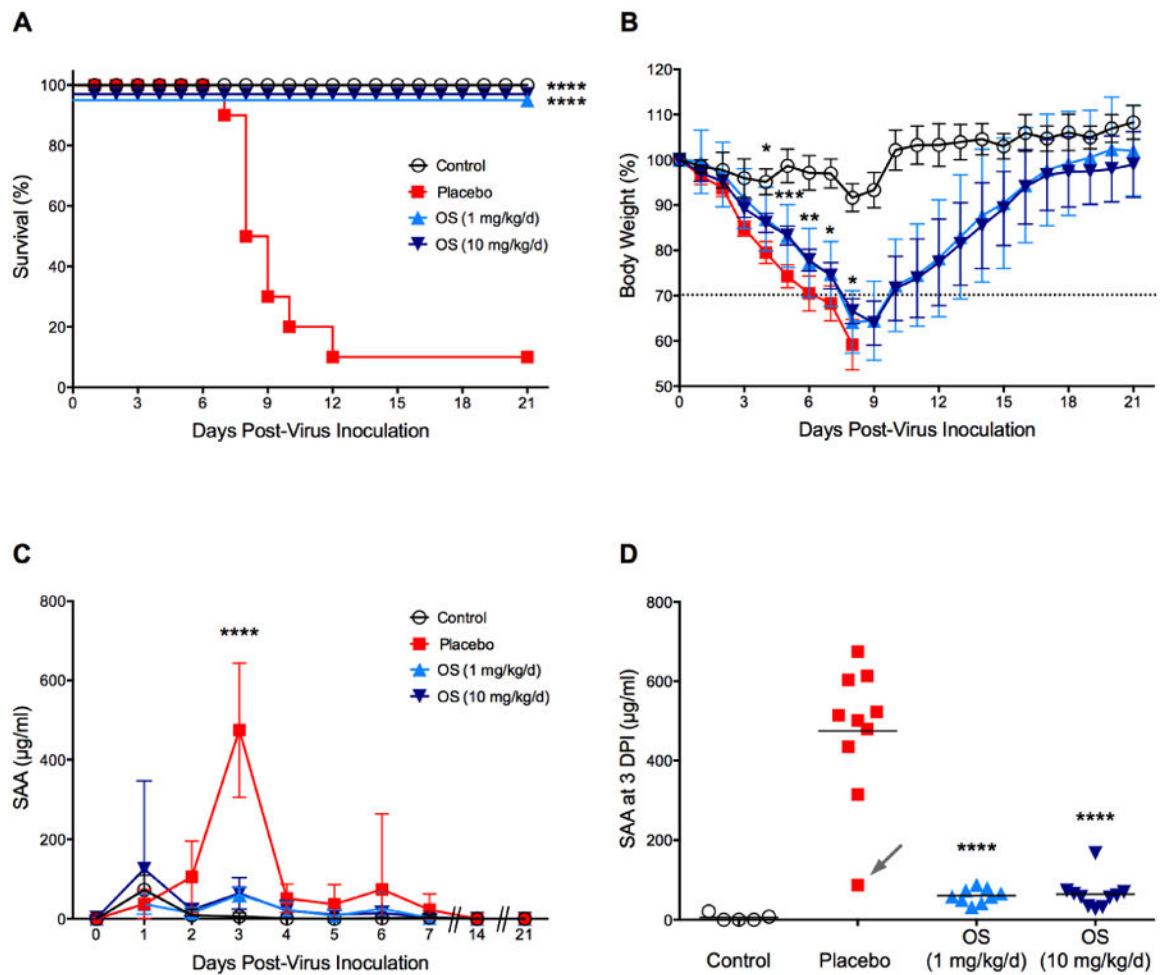 A
Survival (%)
100
80
60
40
20
0
0 3 6 9 12 15 18 21
Days Post-Virus Inoculation
****
****
Control
Placebo
OS (1 mg/kg/d)
OS (10 mg/kg/d)
B
Body Weight (%)
120
110
100
90
80
70
60
50
* *** ** * *
0 3 6 9 12 15 18 21
Days Post-Virus Inoculation
C
SAA (µg/ml)
800
600
400
200
0
****
Control
Placebo
OS (1 mg/kg/d)
OS (10 mg/kg/d)
0 1 2 3 4 5 6 7 // 14 // 21
Days Post-Virus Inoculation
D
SAA at 3 DPI (µg/ml)
800
600
400
200
0
****
****
Control Placebo OS OS
(1 mg/kg/d) (10 mg/kg/d)